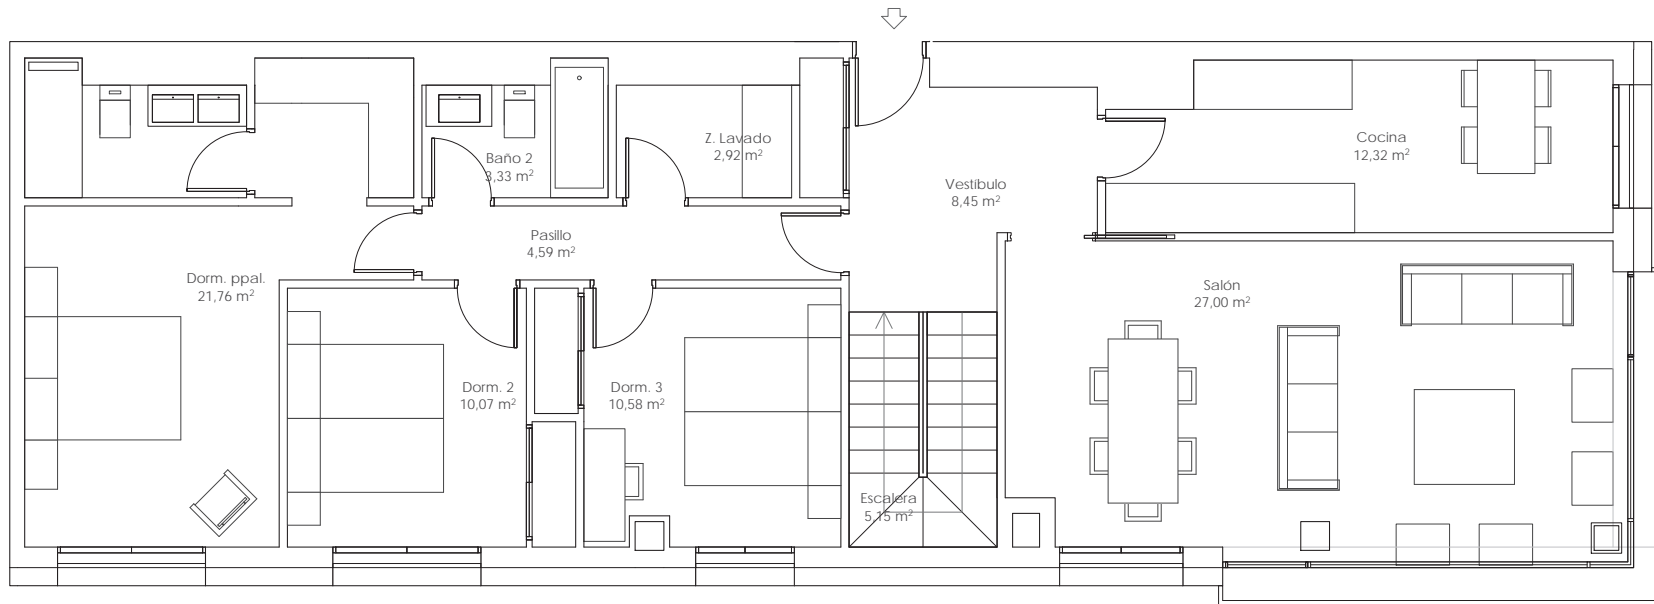 Z. Lavado
2,92 m²
Cocina
12,32 m²
Baño 2
3,33 m²
Vestíbulo
8,45 m²
Pasillo
4,59 m²
Dorm. ppal.
21,76 m²
Salón
27,00 m²
Dorm. 2
10,07 m²
Dorm. 3
10,58 m²
Escalera
5,15 m²